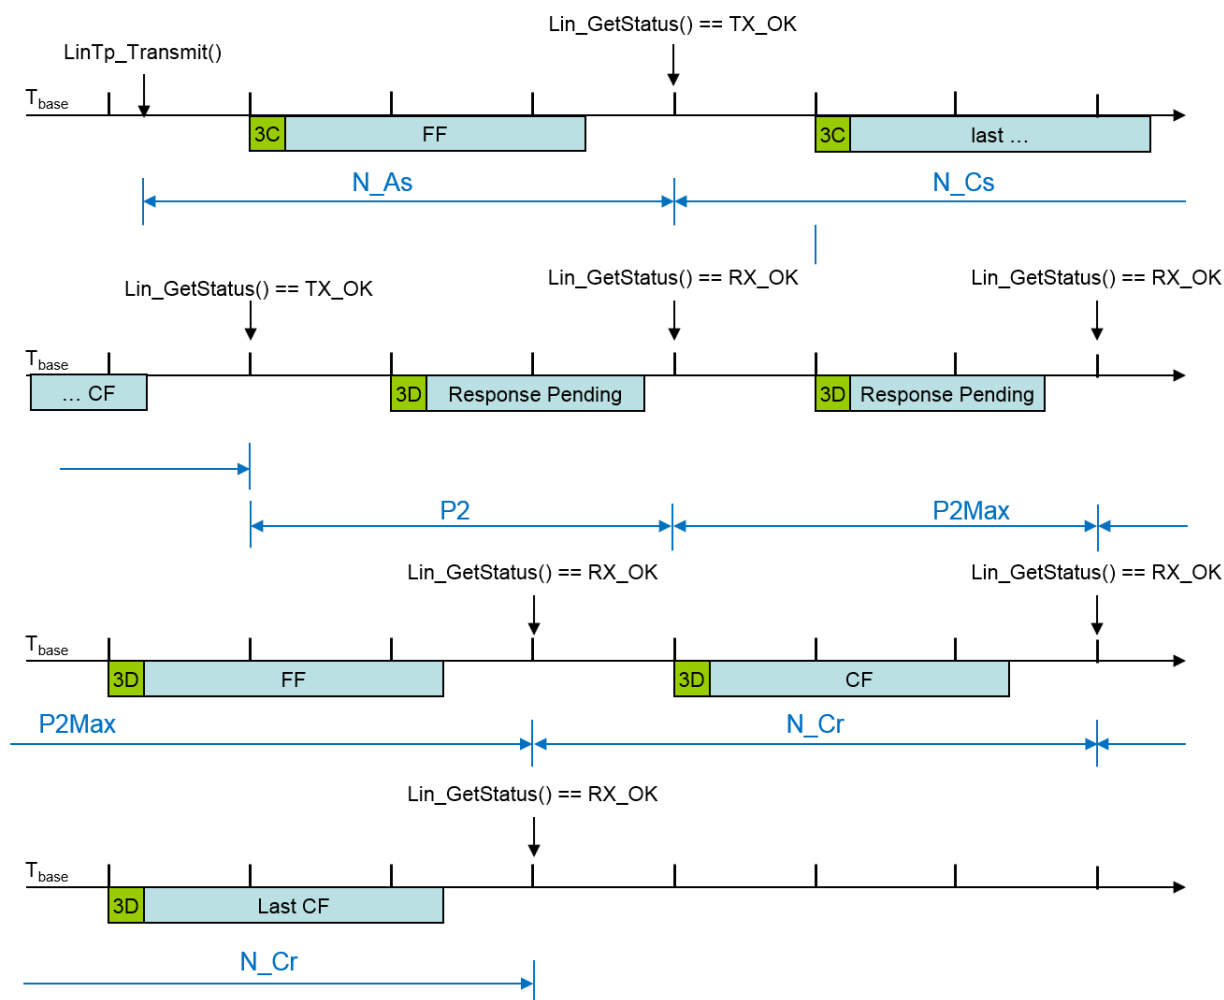 Lin_GetStatus() == TX_OK
LinTp_Transmit()
Tbase
3C FF 3C last …
N_As N_Cs
Lin_GetStatus() == TX_OK Lin_GetStatus() == RX_OK Lin_GetStatus() == RX_OK
Tbase
… CF 3D Response Pending 3D Response Pending
P2 P2Max
Lin_GetStatus() == RX_OK Lin_GetStatus() == RX_OK
Tbase
3D FF 3D CF
P2Max N_Cr
Lin_GetStatus() == RX_OK
Tbase
3D Last CF
N_Cr